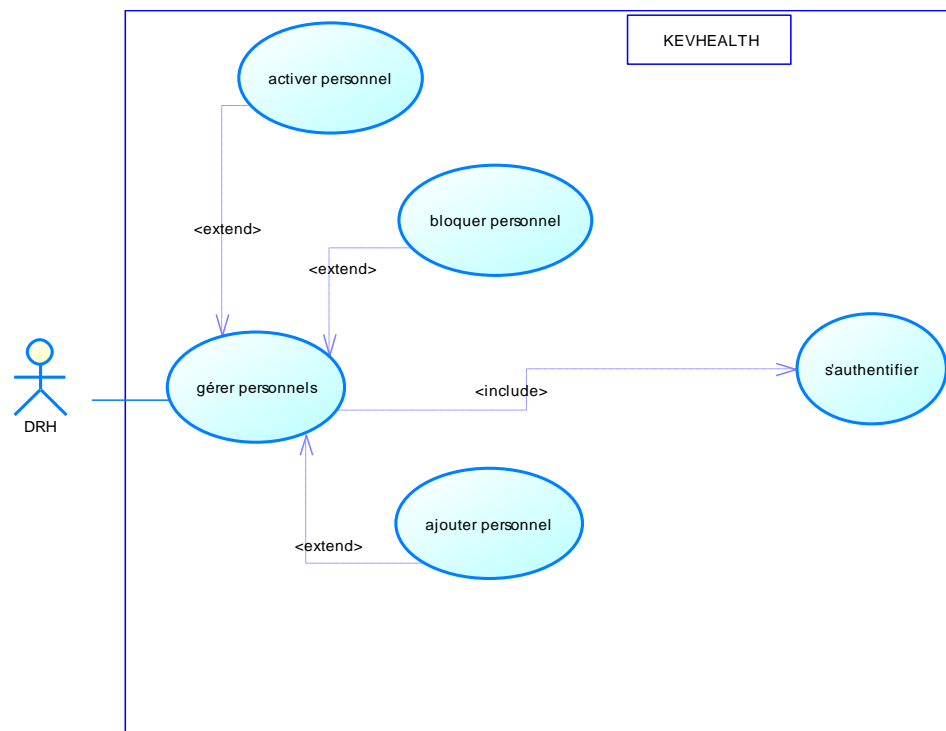 KEVHEALTH
activer personnel
bloquer personnel
<extend>
<extend>
s'authentifier
gérer personnels
<include>
DRH
ajouter personnel
<extend>